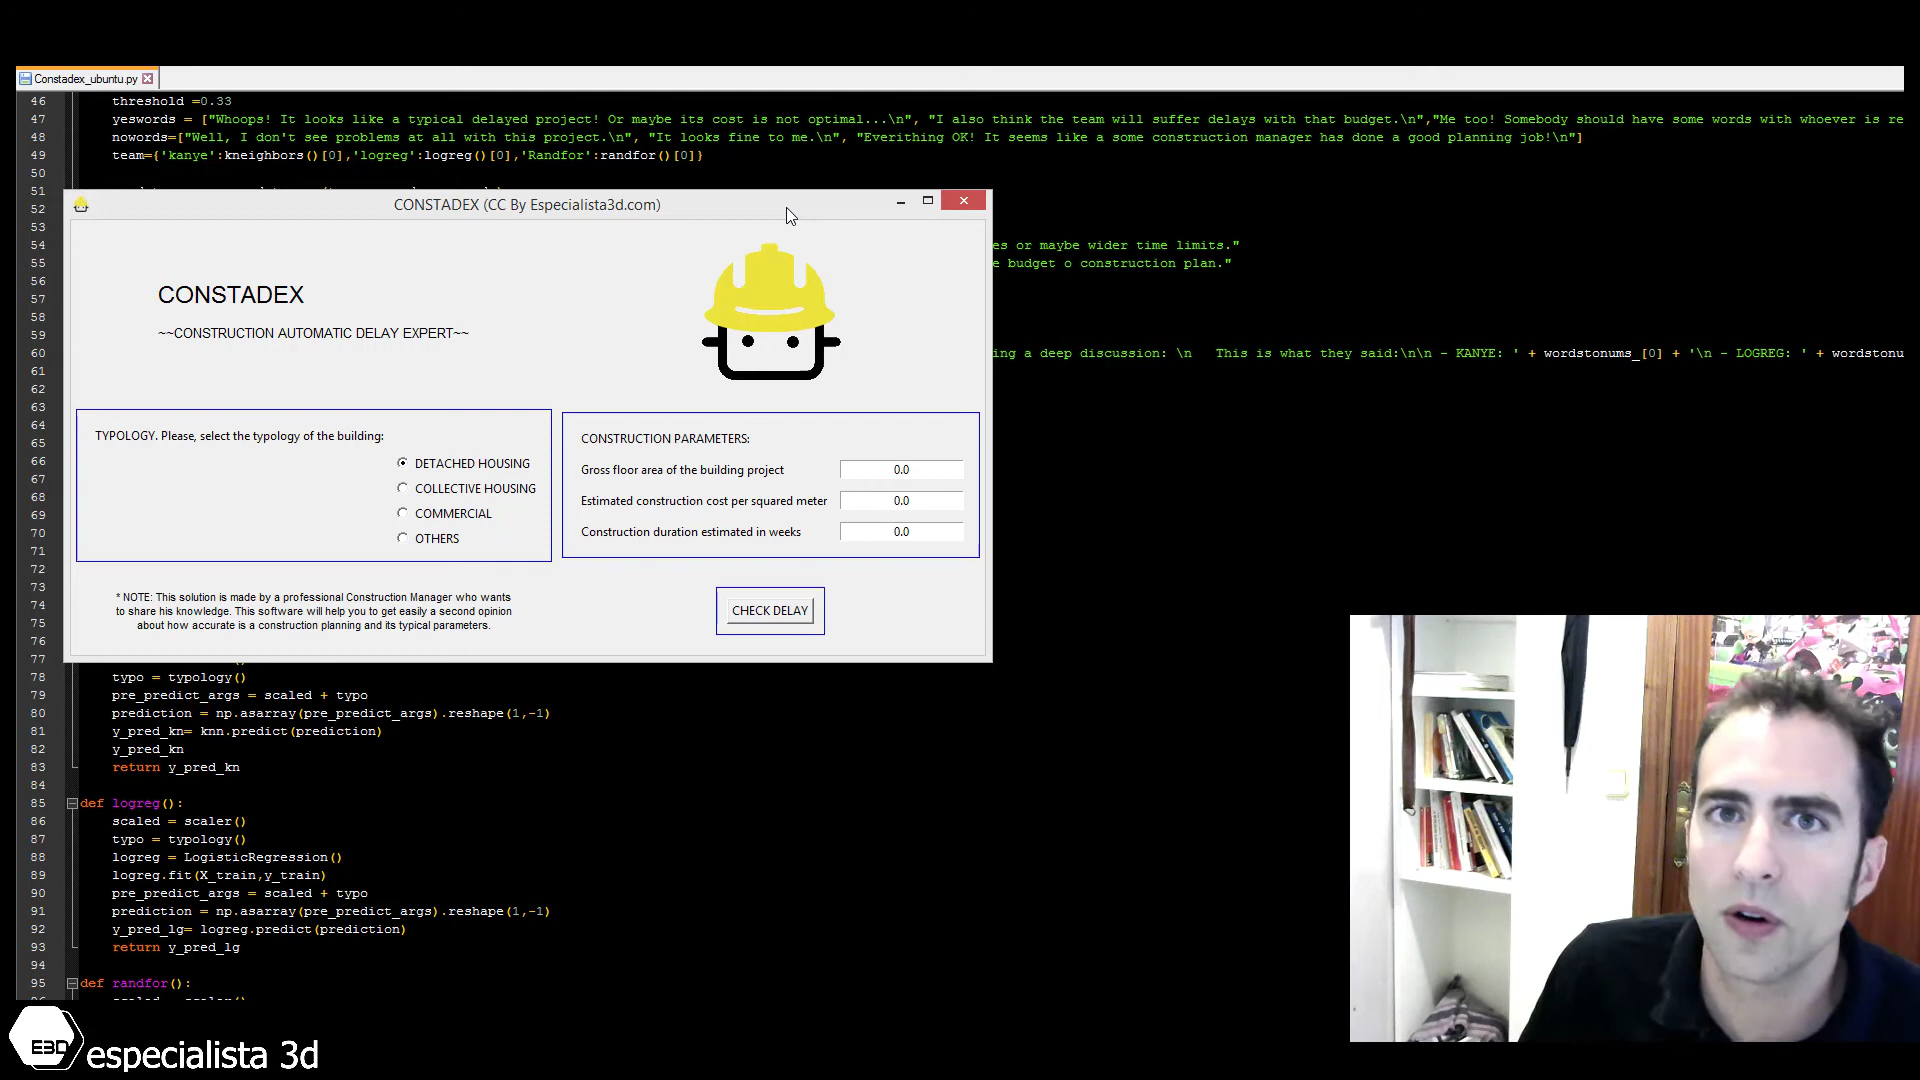 Constadex_ubuntu.py
46 threshold =0.33
47 yeswords = ["Whoops! It looks like a typical delayed project! Or maybe its cost is not optimal...\n", "I also think the team will suffer delays with that budget.\n","Me too! Somebody should have some words with whoever is re
48 nowords=["Well, I don't see problems at all with this project.\n", "It looks fine to me.\n", "Everithing OK! It seems like a some construction manager has done a good planning job!\n"]
49 team={'kanye':kneighbors()[0],'logreg':logreg()[0],'Randfor':randfor()[0]}
50
51
52
53
54 es or maybe wider time limits."
55 e budget o construction plan."
56
57
58
59
60 ng a deep discussion: \n This is what they said:\n\n - KANYE: ' + wordstonums_[0] + '\n - LOGREG: ' + wordstonu
61
62
63
64
65
66
67
68
69
70
71
72
73
74
75
76
77
78 typo = typology()
79 pre_predict_args = scaled + typo
80 prediction = np.asarray(pre_predict_args).reshape(1,-1)
81 y_pred_kn= knn.predict(prediction)
82 y_pred_kn
83 return y_pred_kn
84
85 def logreg():
86 scaled = scaler()
87 typo = typology()
88 logreg = LogisticRegression()
89 logreg.fit(X_train,y_train)
90 pre_predict_args = scaled + typo
91 prediction = np.asarray(pre_predict_args).reshape(1,-1)
92 y_pred_lg= logreg.predict(prediction)
93 return y_pred_lg
94
95 def randfor():
CONSTADEX (CC By Especialista3d.com)
CONSTADEX
~~CONSTRUCTION AUTOMATIC DELAY EXPERT~~
TYPOLOGY. Please, select the typology of the building:
DETACHED HOUSING
COLLECTIVE HOUSING
COMMERCIAL
OTHERS
CONSTRUCTION PARAMETERS:
Gross floor area of the building project 0.0
Estimated construction cost per squared meter 0.0
Construction duration estimated in weeks 0.0
* NOTE: This solution is made by a professional Construction Manager who wants
to share his knowledge. This software will help you to get easily a second opinion
about how accurate is a construction planning and its typical parameters.
CHECK DELAY
E3D
especialista 3d